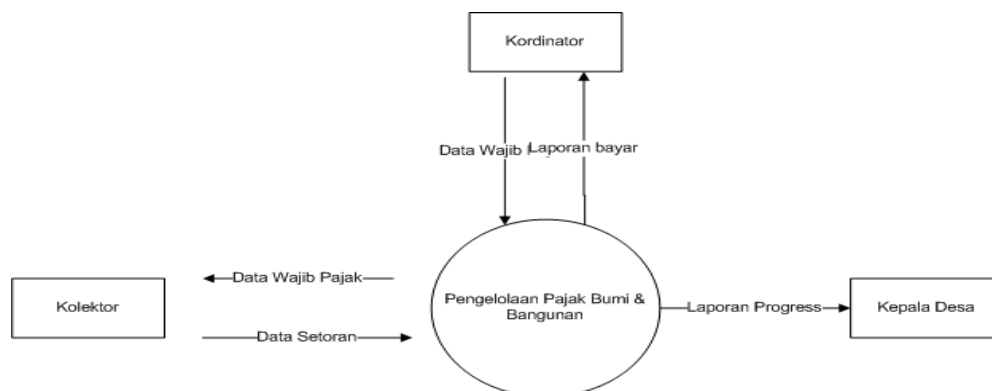 Kordinator
Data Wajib
Laporan bayar
Data Wajib Pajak
Kolektor
Pengelolaan Pajak Bumi &
Bangunan
Laporan Progress
Kepala Desa
Data Setoran